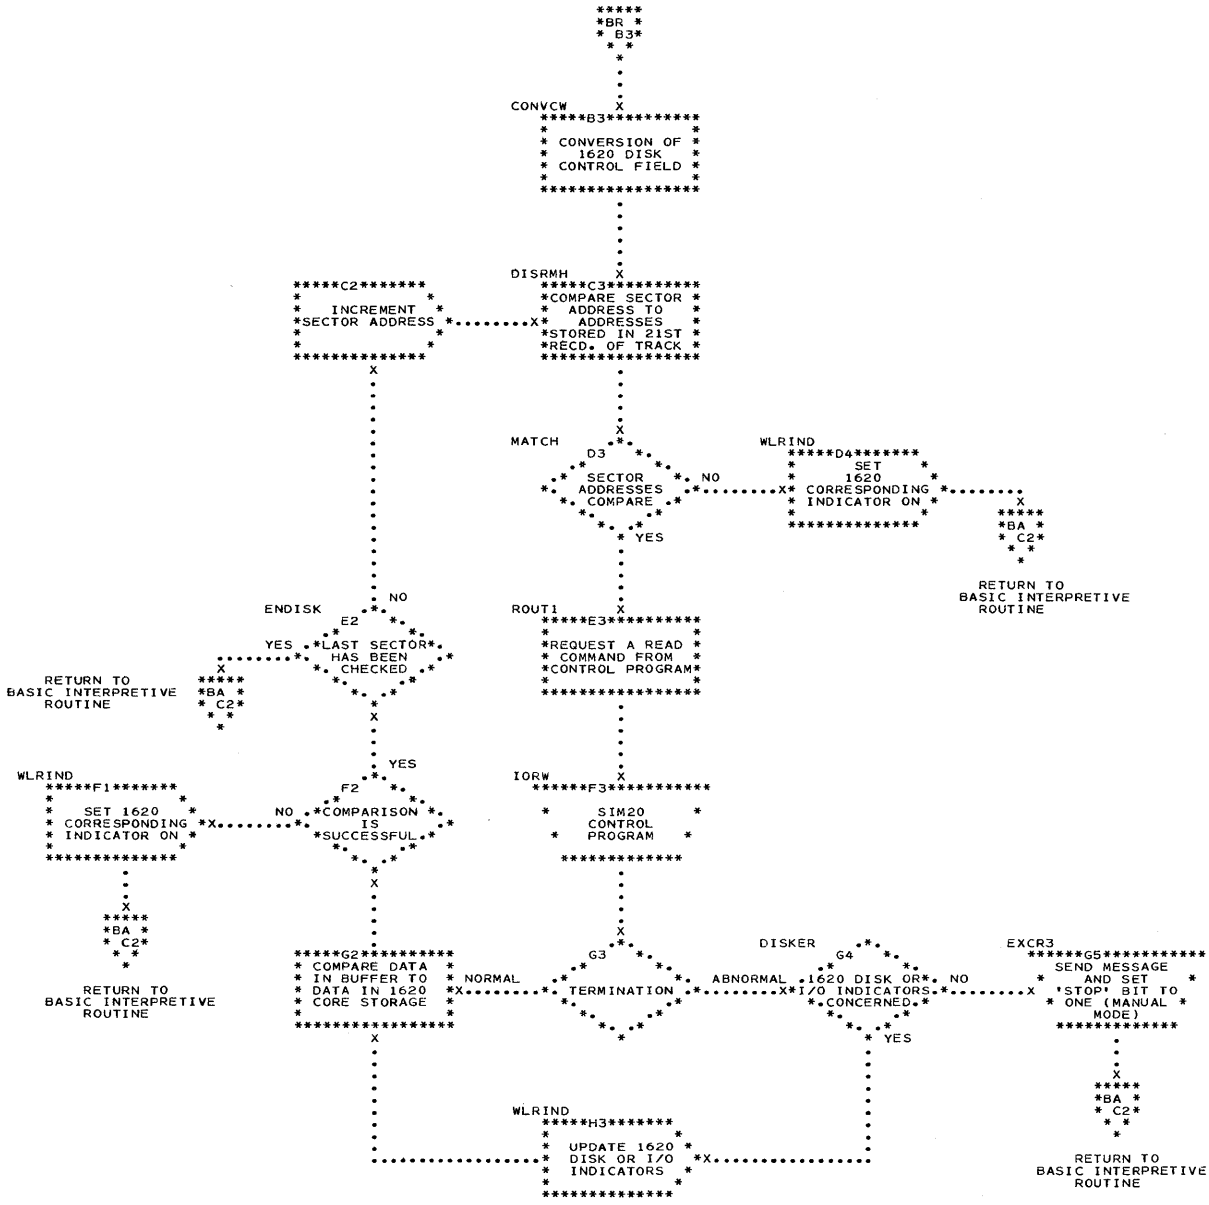 BR
B3
CONVCW
B3
CONVERSION OF
1620 DISK
CONTROL FIELD
DISRMH
C2
INCREMENT
SECTOR ADDRESS
C3
COMPARE SECTOR
ADDRESS TO
ADDRESSES
STORED IN 21ST
RECD. OF TRACK
MATCH
D3
SECTOR
ADDRESSES
COMPARE
NO
YES
WLRIND
D4
SET
1620
CORRESPONDING
INDICATOR ON
BA
C2
RETURN TO
BASIC INTERPRETIVE
ROUTINE
ENDISK
NO
E2
YES
LAST SECTOR
HAS BEEN
CHECKED
BA
C2
RETURN TO
BASIC INTERPRETIVE
ROUTINE
ROUT1
E3
REQUEST A READ
COMMAND FROM
CONTROL PROGRAM
WLRIND
F1
SET 1620
CORRESPONDING
INDICATOR ON
NO
YES
F2
COMPARISON
IS
SUCCESSFUL
IORW
F3
SIM20
CONTROL
PROGRAM
BA
C2
RETURN TO
BASIC INTERPRETIVE
ROUTINE
G2
COMPARE DATA
IN BUFFER TO
DATA IN 1620
CORE STORAGE
NORMAL
G3
TERMINATION
ABNORMAL
DISKER
G4
1620 DISK OR
I/O INDICATORS
CONCERNED
NO
YES
EXCR3
G5
SEND MESSAGE
AND SET
'STOP' BIT TO
ONE (MANUAL
MODE)
BA
C2
RETURN TO
BASIC INTERPRETIVE
ROUTINE
WLRIND
H3
UPDATE 1620
DISK OR I/O
INDICATORS